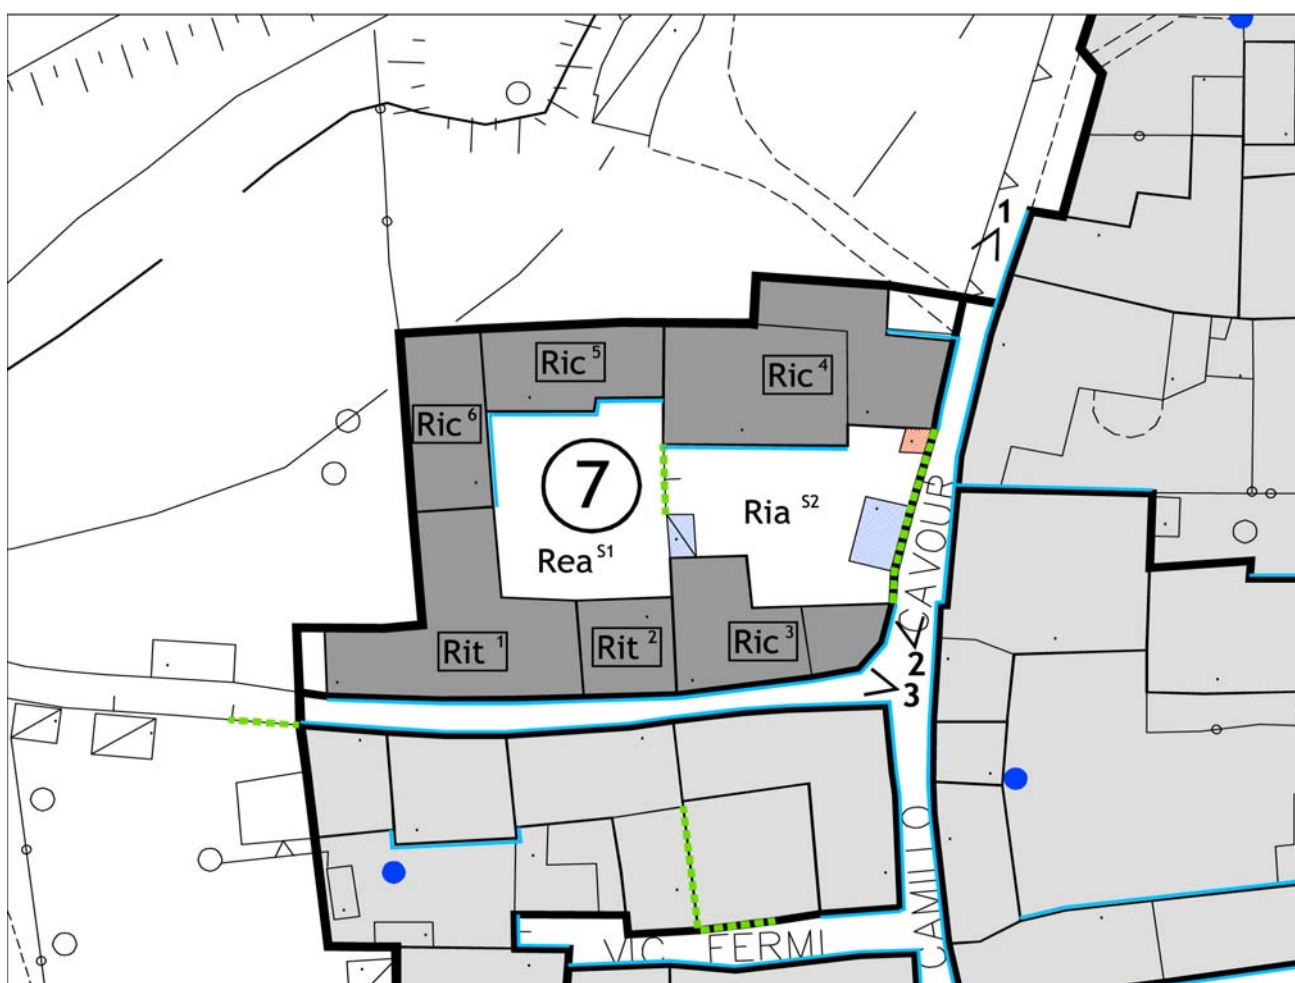 1
Ric 5
Ric 4
Ric 6
7
Ria S2
Rea S1
CAVOUR
Rit 1
Rit 2
Ric 3
2
3
CAMILLO
VIC FERMI